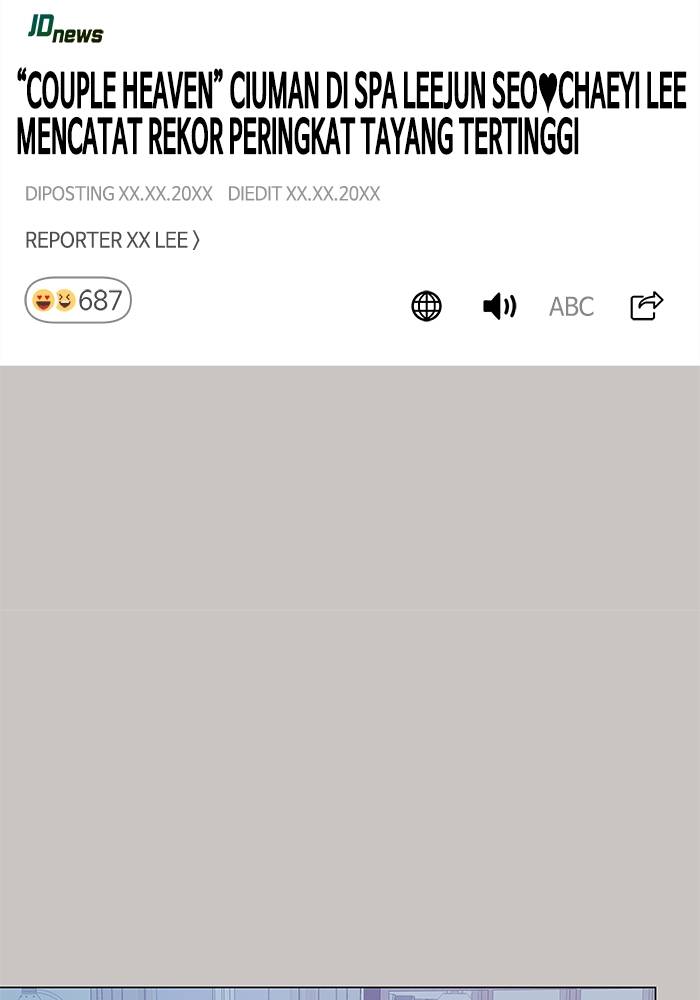 JDnews
“COUPLE HEAVEN” CIUMAN DI SPA LEEJUN SEO♥CHAEYI LEE
MENCATAT REKOR PERINGKAT TAYANG TERTINGGI
DIPOSTING XX.XX.20XX DIEDIT XX.XX.20XX
REPORTER XX LEE 〉
687
ABC